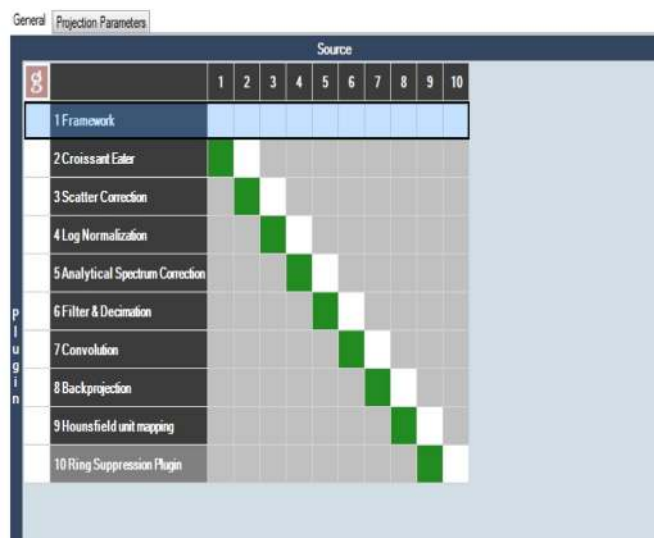 General Projection Parameters
Source
g 1 2 3 4 5 6 7 8 9 10
1 Framework
2 Croissant Eater
3 Scatter Correction
4 Log Normalization
5 Analytical Spectrum Correction
6 Filter & Decimation
7 Convolution
8 Backprojection
9 Hounsfield unit mapping
10 Ring Suppression Plugin
Plugin